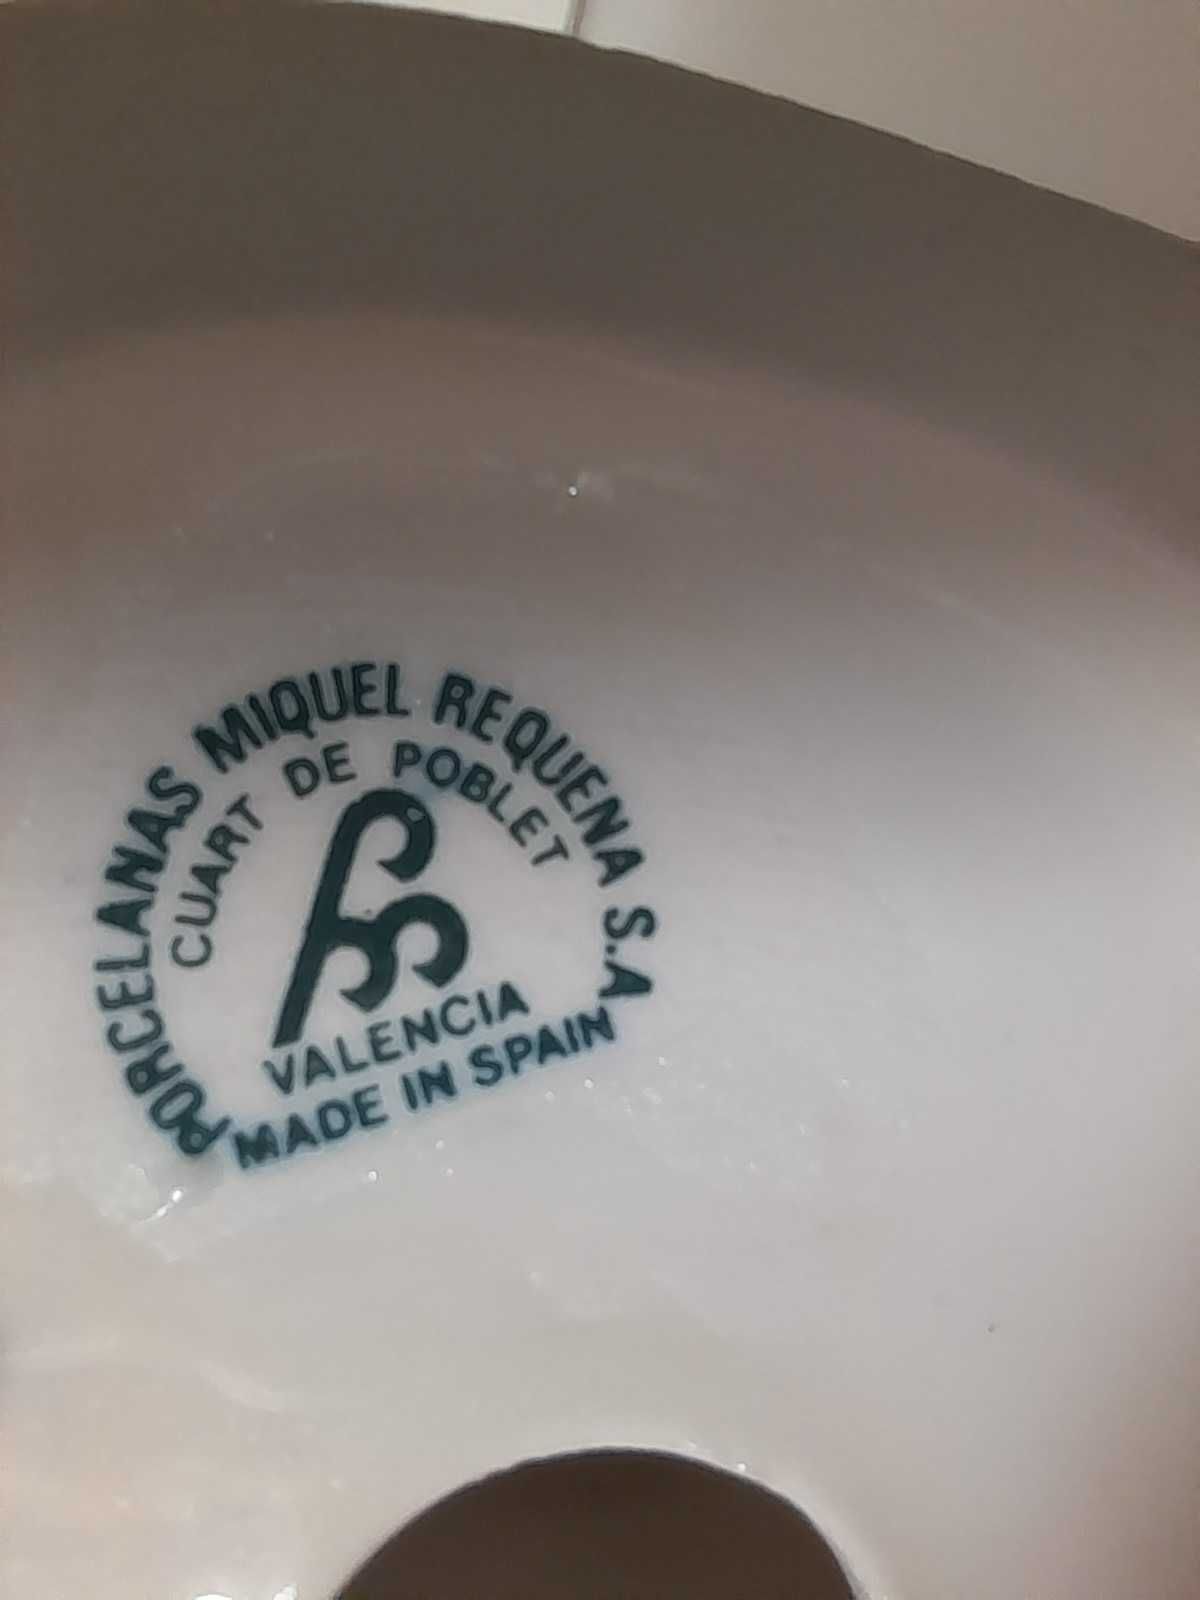 PORCELANAS MIQUEL REQUENA S.A
CUART DE POBLET
VALENCIA
MADE IN SPAIN